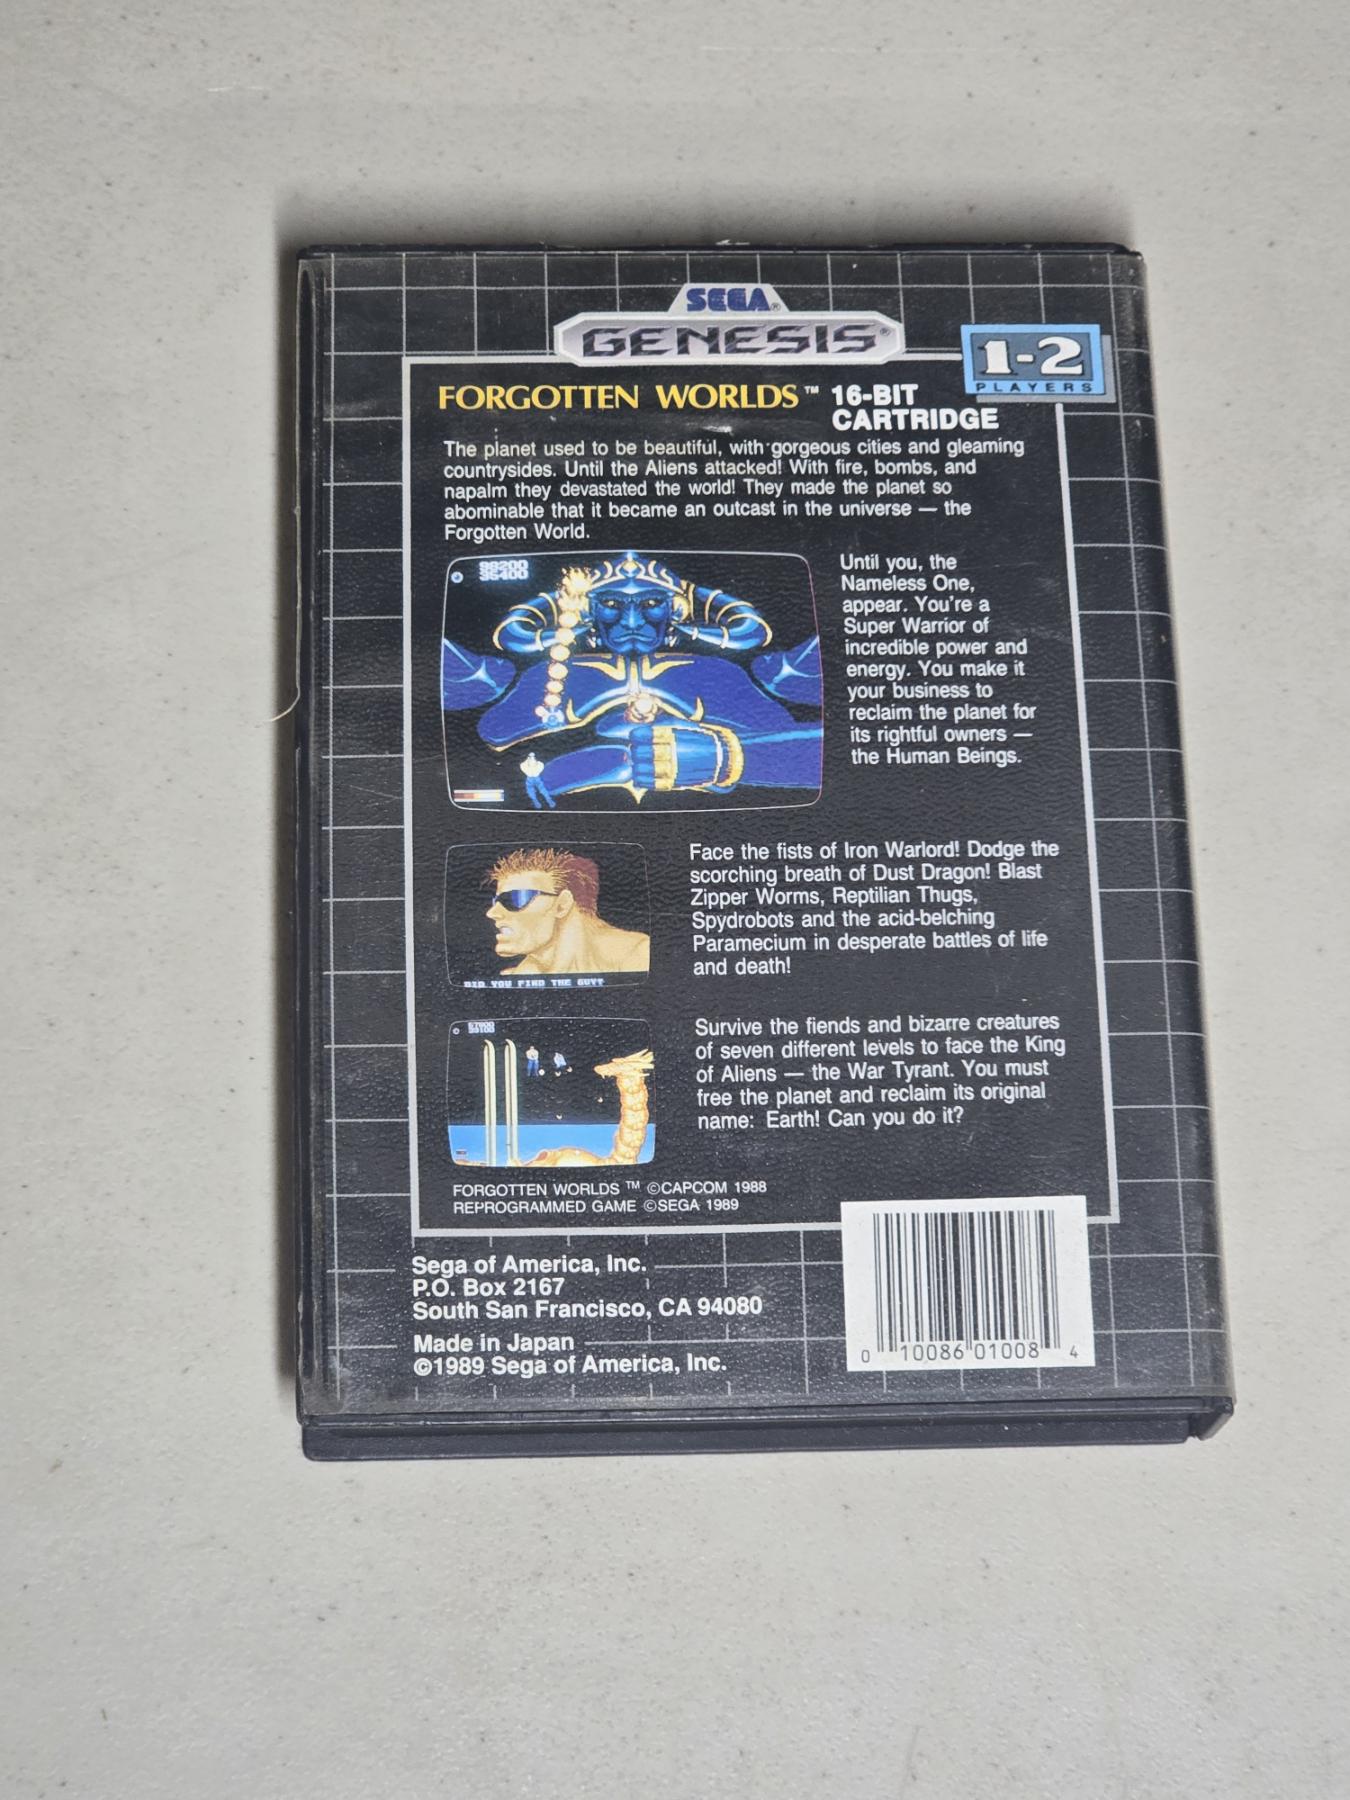 SEGA®
GENESIS®
1-2
PLAYERS
FORGOTTEN WORLDS™ 16-BIT
CARTRIDGE
The planet used to be beautiful, with gorgeous cities and gleaming
countrysides. Until the Aliens attacked! With fire, bombs, and
napalm they devastated the world! They made the planet so
abominable that it became an outcast in the universe — the
Forgotten World.
98200
35400
Until you, the
Nameless One,
appear. You're a
Super Warrior of
incredible power and
energy. You make it
your business to
reclaim the planet for
its rightful owners —
the Human Beings.
Face the fists of Iron Warlord! Dodge the
scorching breath of Dust Dragon! Blast
Zipper Worms, Reptilian Thugs,
Spydrobots and the acid-belching
Paramecium in desperate battles of life
and death!
DID YOU FIND THE GUY?
Survive the fiends and bizarre creatures
of seven different levels to face the King
of Aliens — the War Tyrant. You must
free the planet and reclaim its original
name: Earth! Can you do it?
FORGOTTEN WORLDS ™ ©CAPCOM 1988
REPROGRAMMED GAME ©SEGA 1989
Sega of America, Inc.
P.O. Box 2167
South San Francisco, CA 94080
Made in Japan
©1989 Sega of America, Inc.
0 10086 01008 4